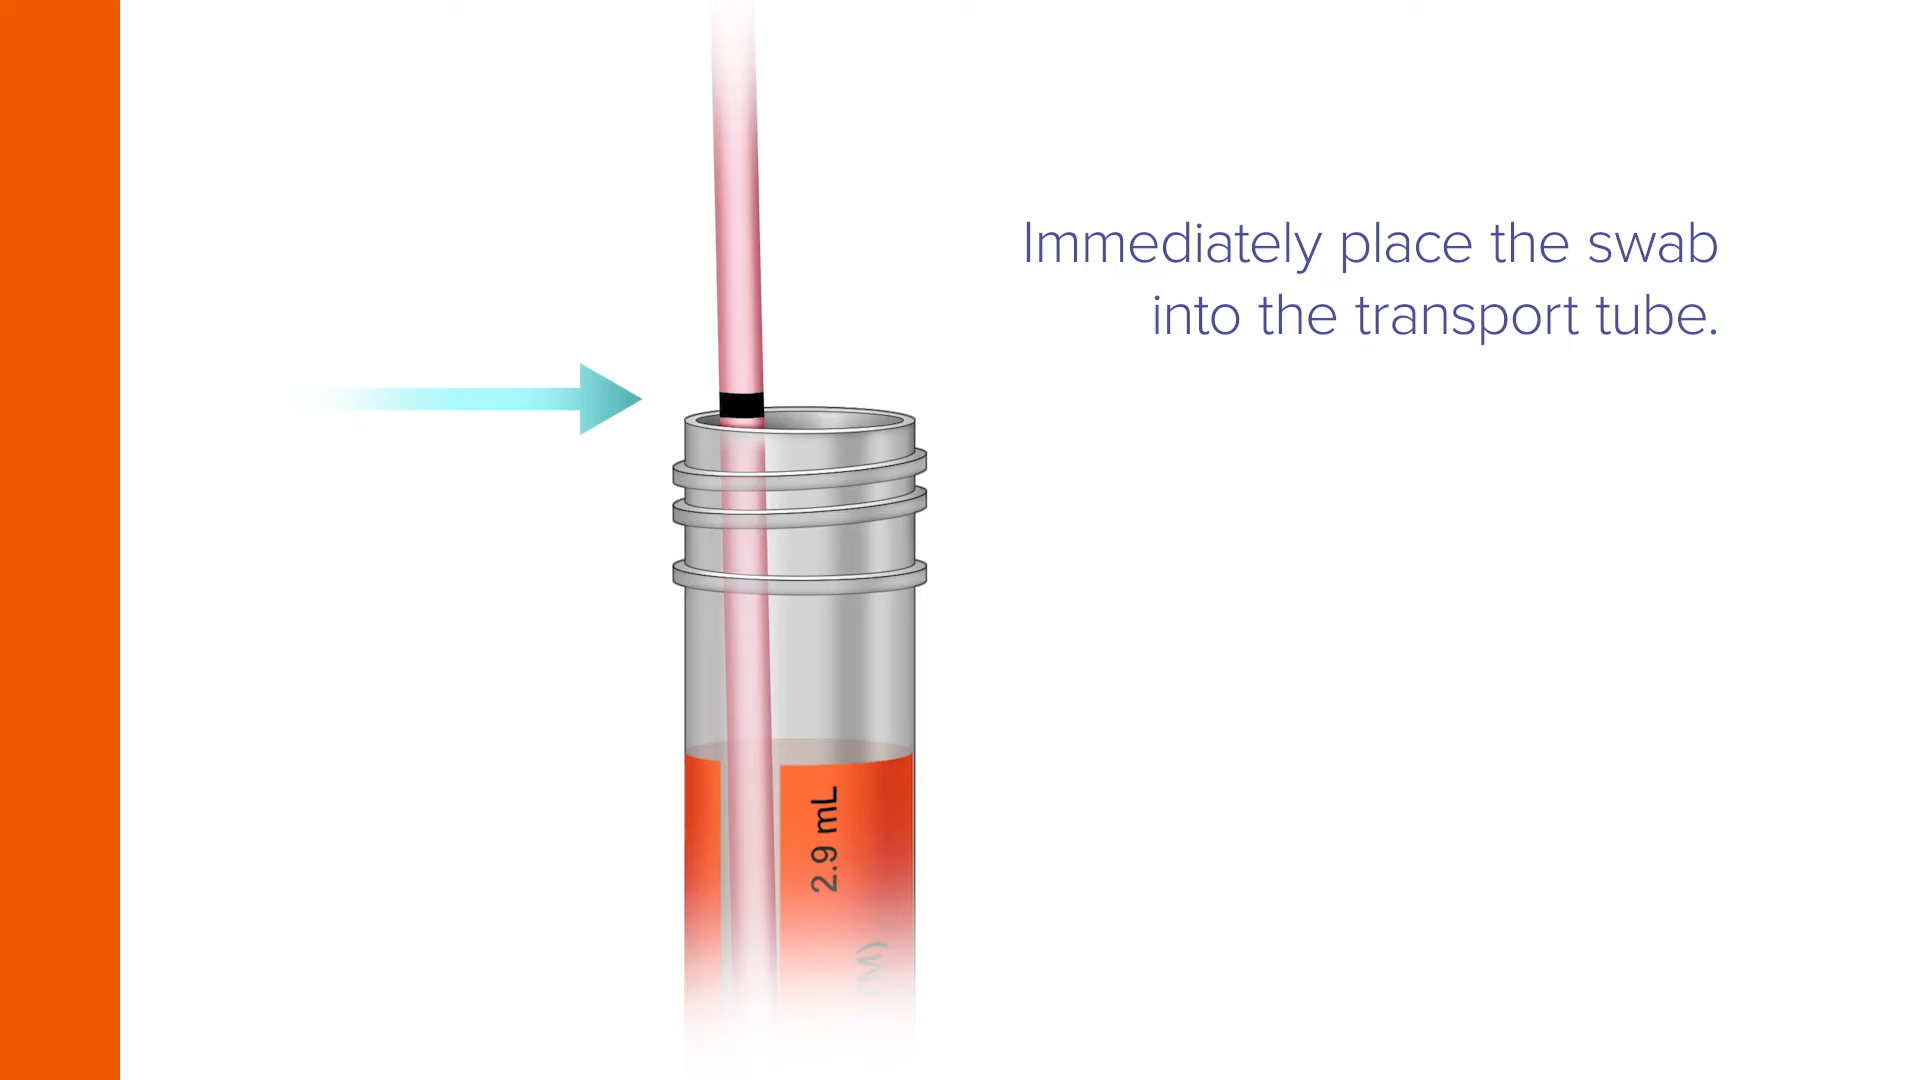 Immediately place the swab
into the transport tube.
2.9 mL